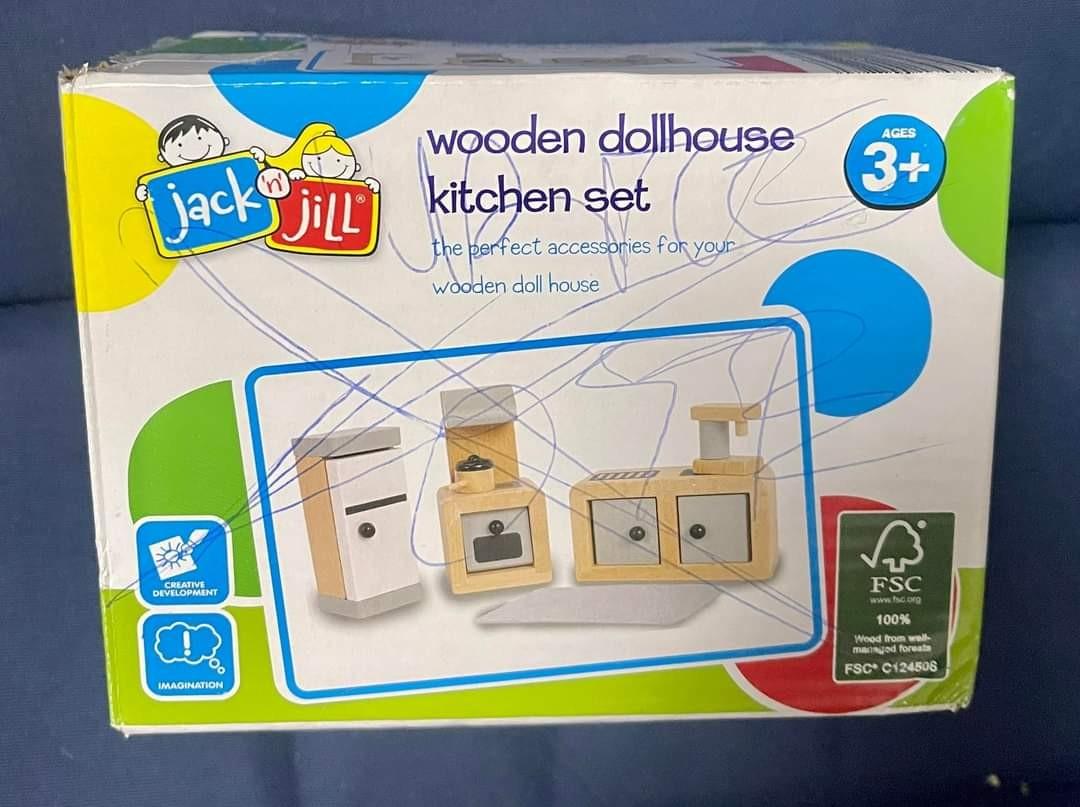 jack 'n' jiLL®
wooden dollhouse
kitchen set
the perfect accessories for your
wooden doll house
AGES
3+
CREATIVE
DEVELOPMENT
IMAGINATION
FSC
www.fsc.org
100%
Wood from well-
managed forests
FSC® C124508